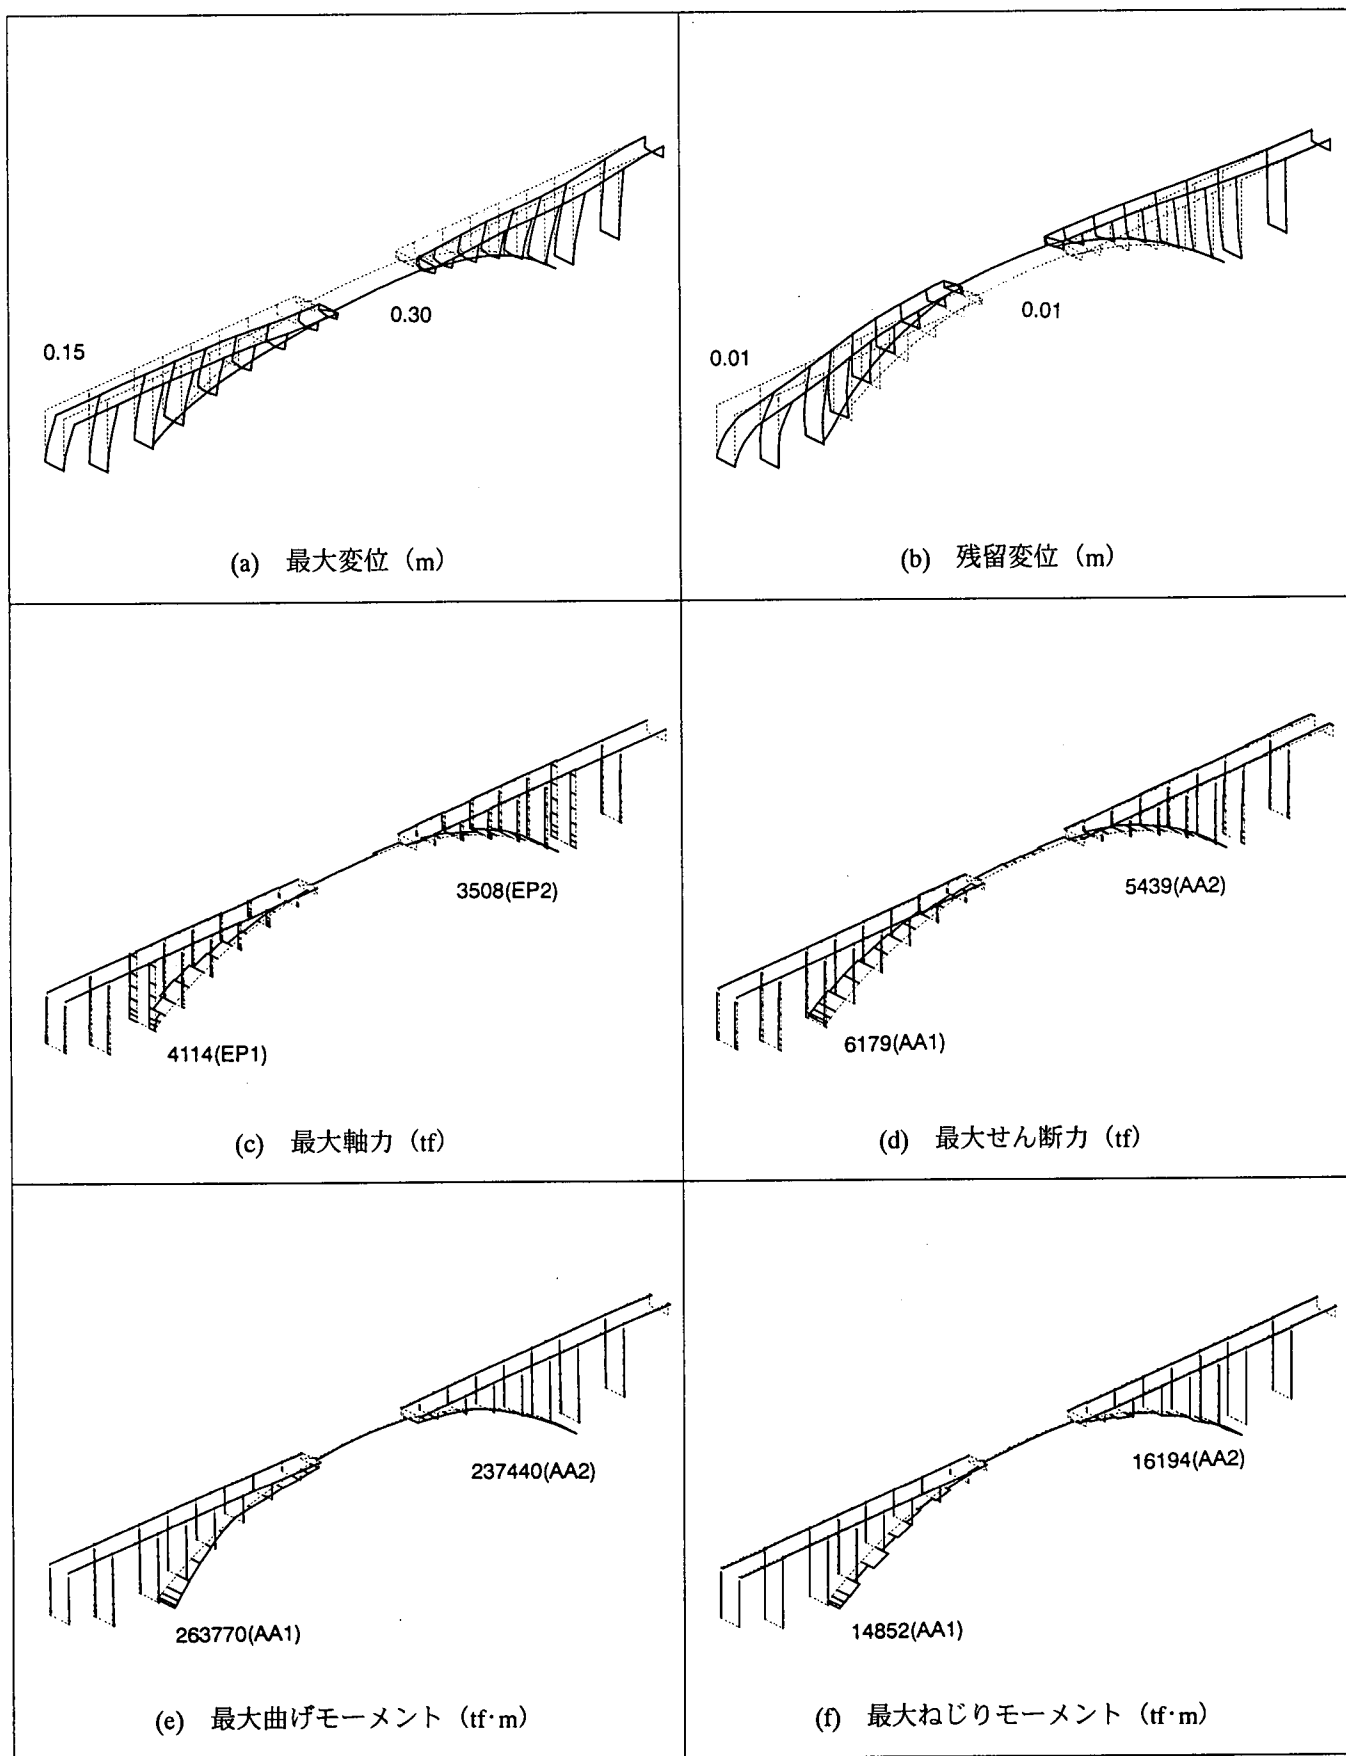 0.15
0.30
(a) 最大変位（m）
0.01
0.01
(b) 残留変位（m）
3508(EP2)
4114(EP1)
(c) 最大軸力（tf）
5439(AA2)
6179(AA1)
(d) 最大せん断力（tf）
237440(AA2)
263770(AA1)
(e) 最大曲げモーメント（tf·m）
16194(AA2)
14852(AA1)
(f) 最大ねじりモーメント（tf·m）